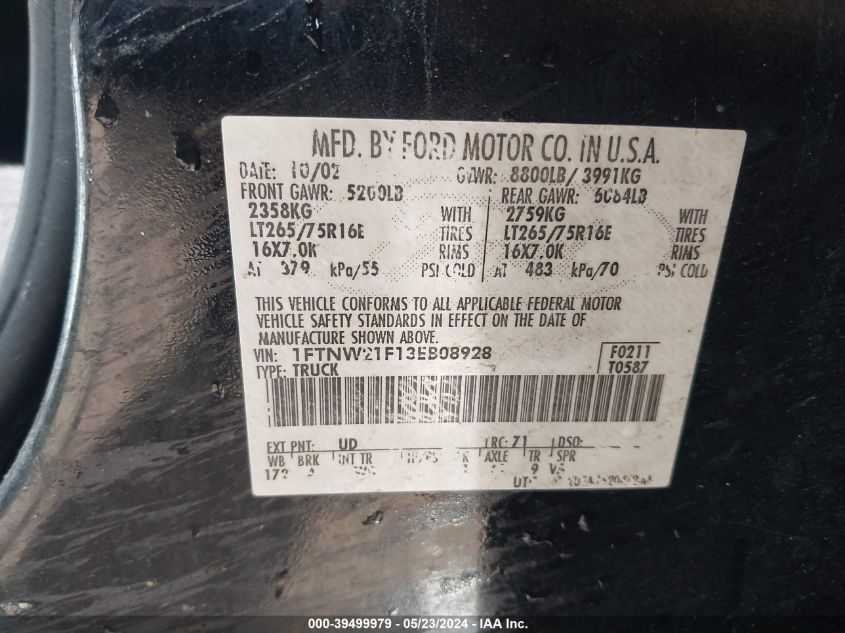 MFD. BY FORD MOTOR CO. IN U.S.A.
DATE: 10/02 GVWR: 8800LB/ 3991KG
FRONT GAWR: 5200LB REAR GAWR: 6084LB
2358KG WITH 2759KG WITH
LT265/75R16E TIRES LT265/75R16E TIRES
16X7.0K RIMS 16X7.0K RIMS
AT 379 kPa/55 PSI COLD AT 483 kPa/70 PSI COLD
THIS VEHICLE CONFORMS TO ALL APPLICABLE FEDERAL MOTOR
VEHICLE SAFETY STANDARDS IN EFFECT ON THE DATE OF
MANUFACTURE SHOWN ABOVE.
VIN: 1FTNW21F13EB08928 F0211
TYPE: TRUCK T0587
EXT PNT: UD RC: 71 DSO:
WB BRK INT TR AXLE TR SPR
172 9
000-39499979 - 05/23/2024 - IAA Inc.